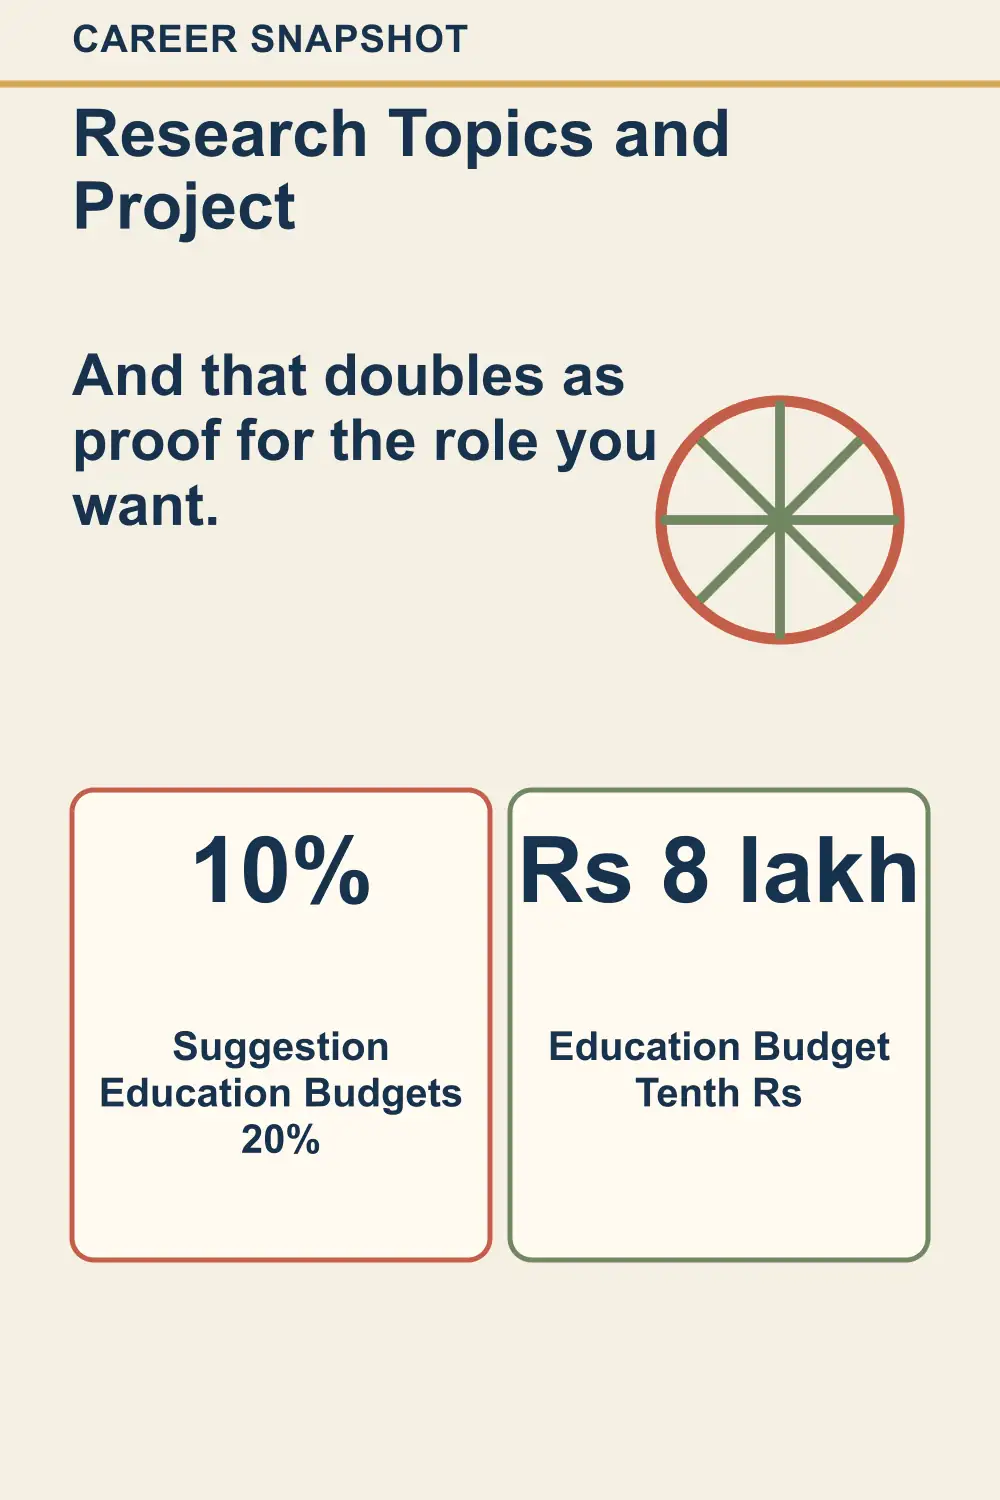 CAREER SNAPSHOT
Research Topics and
Project
And that doubles as
proof for the role you
want.
10%
Suggestion
Education Budgets
20%
Rs 8 lakh
Education Budget
Tenth Rs